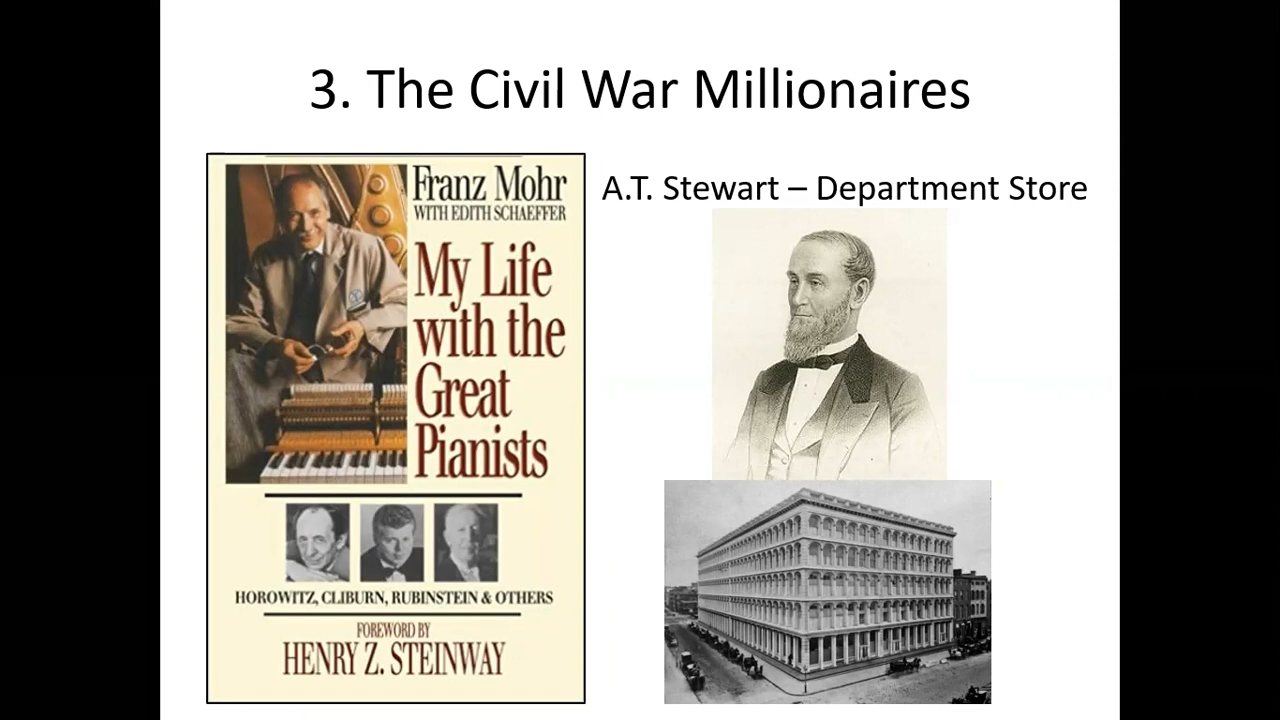 3. The Civil War Millionaires
Franz Mohr
WITH EDITH SCHAEFFER
My Life
with the
Great
Pianists
HOROWITZ, CLIBURN, RUBINSTEIN & OTHERS
FOREWORD BY
HENRY Z. STEINWAY
A.T. Stewart – Department Store